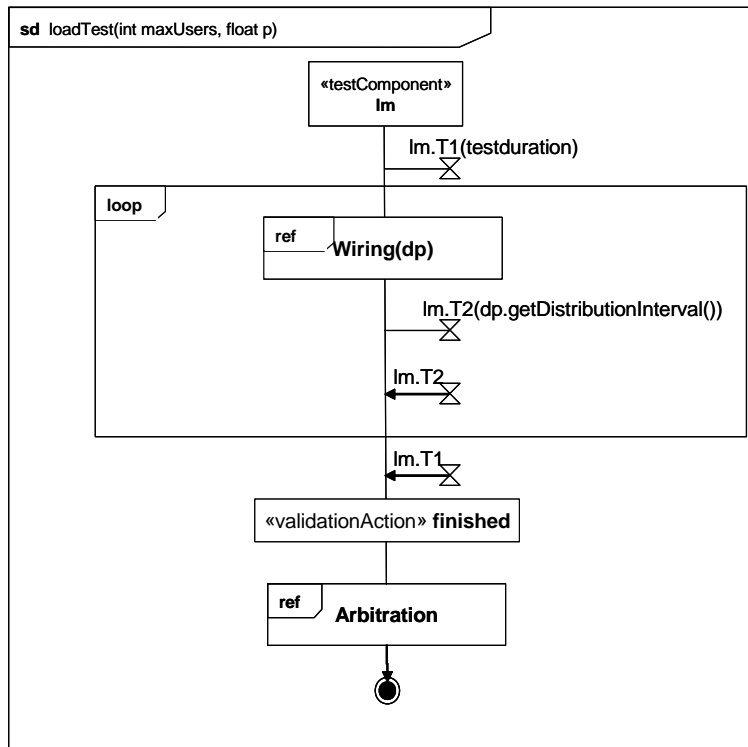 sd loadTest(int maxUsers, float p)
«testComponent»
lm
lm.T1(testduration)
loop
ref
Wiring(dp)
lm.T2(dp.getDistributionInterval())
lm.T2
lm.T1
«validationAction» finished
ref
Arbitration